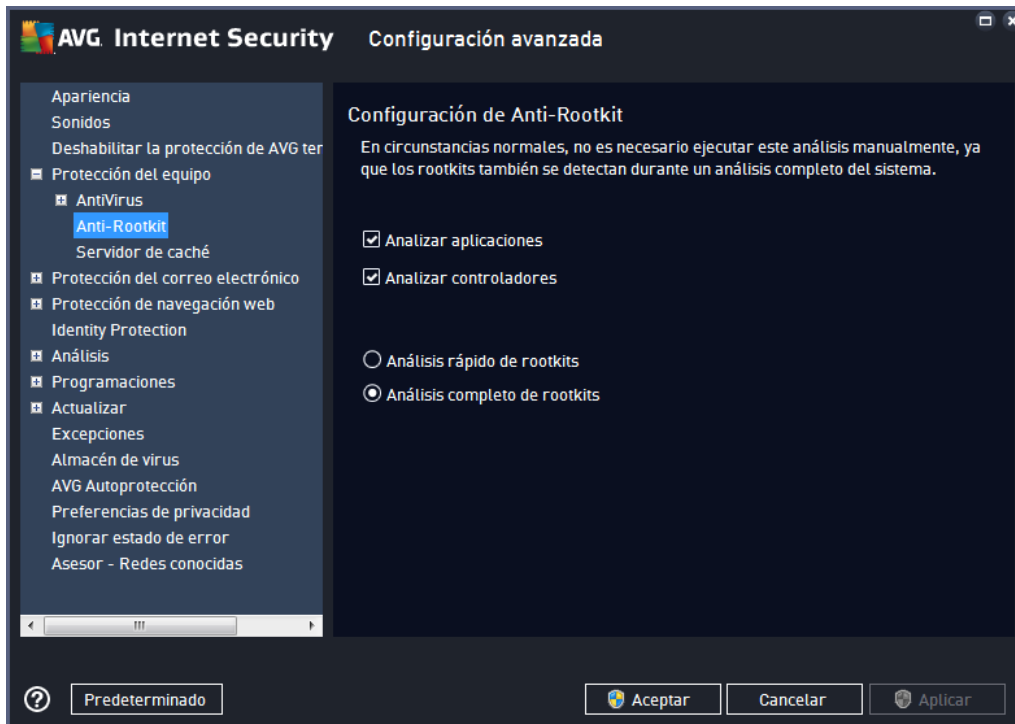 AVG Internet Security Configuración avanzada
Apariencia
Sonidos
Deshabilitar la protección de AVG ter
Protección del equipo
AntiVirus
Anti-Rootkit
Servidor de caché
Protección del correo electrónico
Protección de navegación web
Identity Protection
Análisis
Programaciones
Actualizar
Excepciones
Almacén de virus
AVG Autoprotección
Preferencias de privacidad
Ignorar estado de error
Asesor - Redes conocidas
Configuración de Anti-Rootkit
En circunstancias normales, no es necesario ejecutar este análisis manualmente, ya
que los rootkits también se detectan durante un análisis completo del sistema.
Analizar aplicaciones
Analizar controladores
Análisis rápido de rootkits
Análisis completo de rootkits
Predeterminado
Aceptar
Cancelar
Aplicar